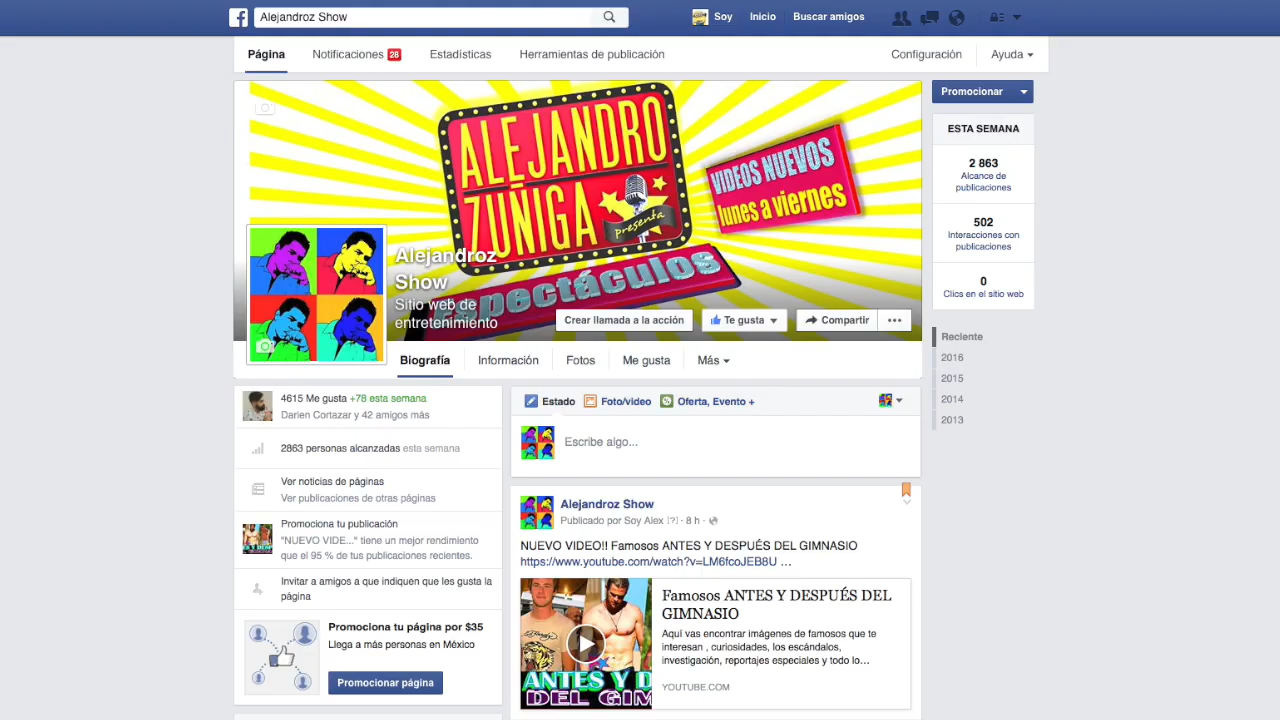 Alejandroz Show
Soy
Inicio
Buscar amigos
Página
Notificaciones 28
Estadísticas
Herramientas de publicación
Configuración
Ayuda
ALEJANDRO
ZUÑIGA
presenta
espectáculos
VIDEOS NUEVOS
lunes a viernes
Alejandroz
Show
Sitio web de
entretenimiento
Crear llamada a la acción
Te gusta
Compartir
Biografía
Información
Fotos
Me gusta
Más
Promocionar
ESTA SEMANA
2 863
Alcance de
publicaciones
502
Interacciones con
publicaciones
0
Clics en el sitio web
Reciente
2016
2015
2014
2013
4615 Me gusta +78 esta semana
Darien Cortazar y 42 amigos más
2863 personas alcanzadas esta semana
Ver noticias de páginas
Ver publicaciones de otras páginas
Promociona tu publicación
"NUEVO VIDE..." tiene un mejor rendimiento
que el 95 % de tus publicaciones recientes.
Invitar a amigos a que indiquen que les gusta la
página
Promociona tu página por $35
Llega a más personas en México
Promocionar página
Estado
Foto/video
Oferta, Evento +
Escribe algo...
Alejandroz Show
Publicado por Soy Alex [?] · 8 h ·
NUEVO VIDEO!! Famosos ANTES Y DESPUÉS DEL GIMNASIO
https://www.youtube.com/watch?v=LM6fcoJEB8U ...
ANTES Y D
DEL GIM
Famosos ANTES Y DESPUÉS DEL
GIMNASIO
Aquí vas encontrar imágenes de famosos que te
interesan , curiosidades, los escándalos,
investigación, reportajes especiales y todo lo...
YOUTUBE.COM